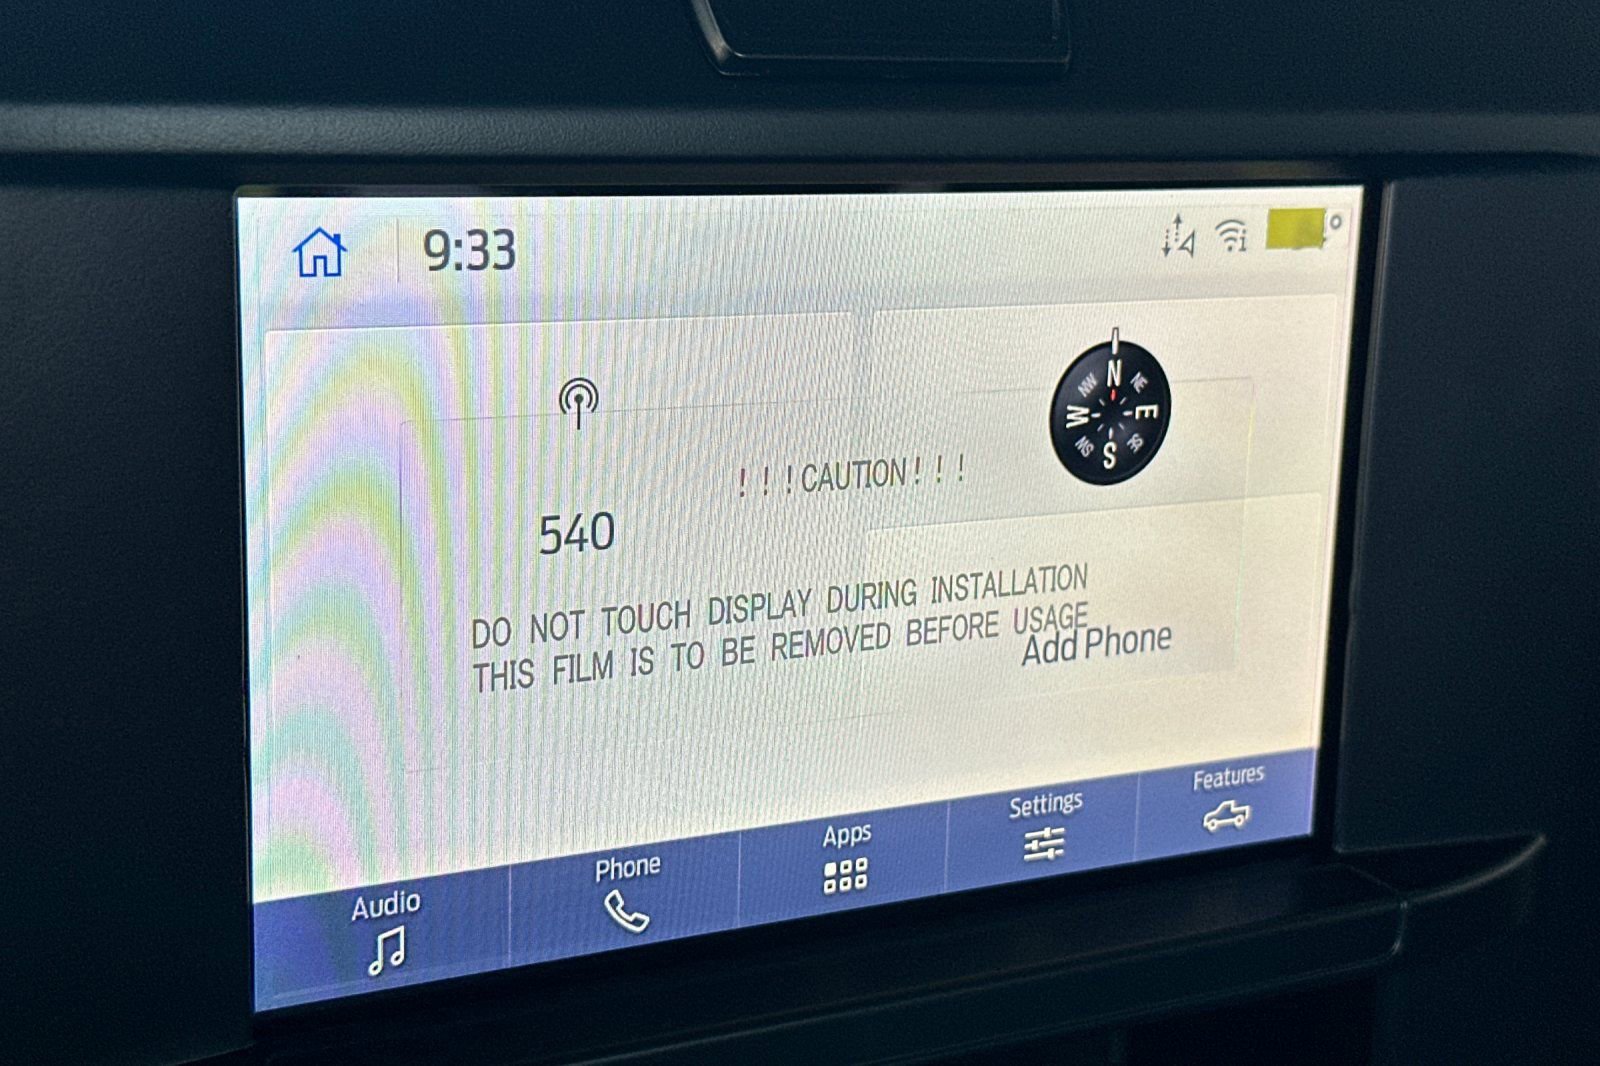 9:33
N
NW
NE
W
E
SW
SE
S
! ! ! CAUTION ! ! !
540
DO NOT TOUCH DISPLAY DURING INSTALLATION
THIS FILM IS TO BE REMOVED BEFORE USAGE
Add Phone
Audio
Phone
Apps
Settings
Features